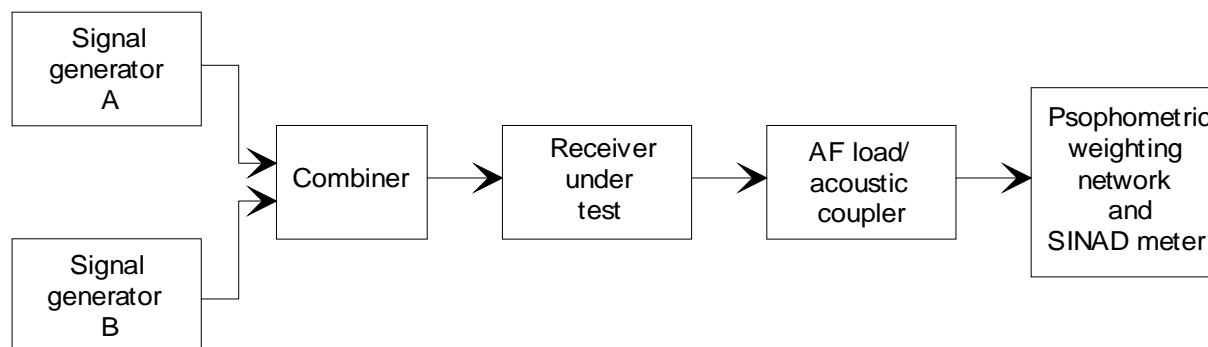 Signal
generator
A
Signal
generator
B
Combiner
Receiver
under
test
AF load/
acoustic
coupler
Psophometric
weighting
network
and
SINAD meter